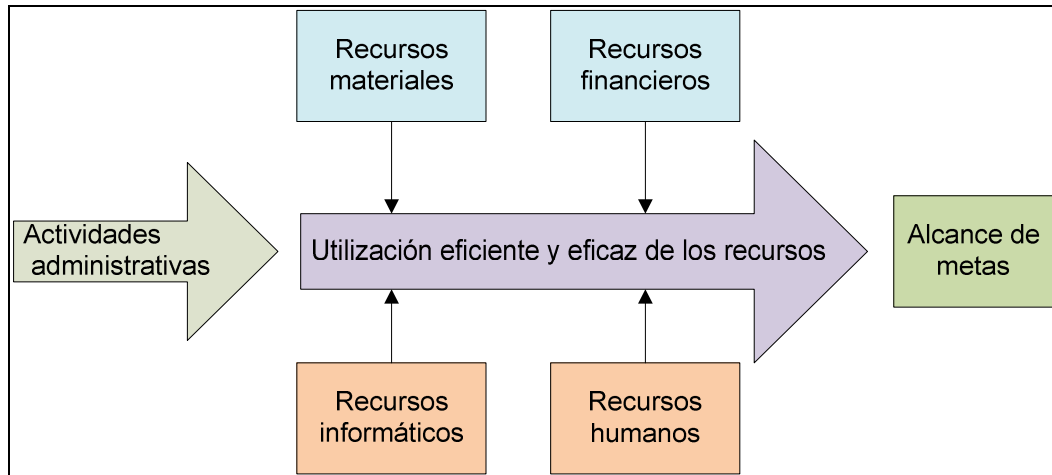 Recursos
materiales
Recursos
financieros
Actividades
administrativas
Utilización eficiente y eficaz de los recursos
Alcance de
metas
Recursos
informáticos
Recursos
humanos